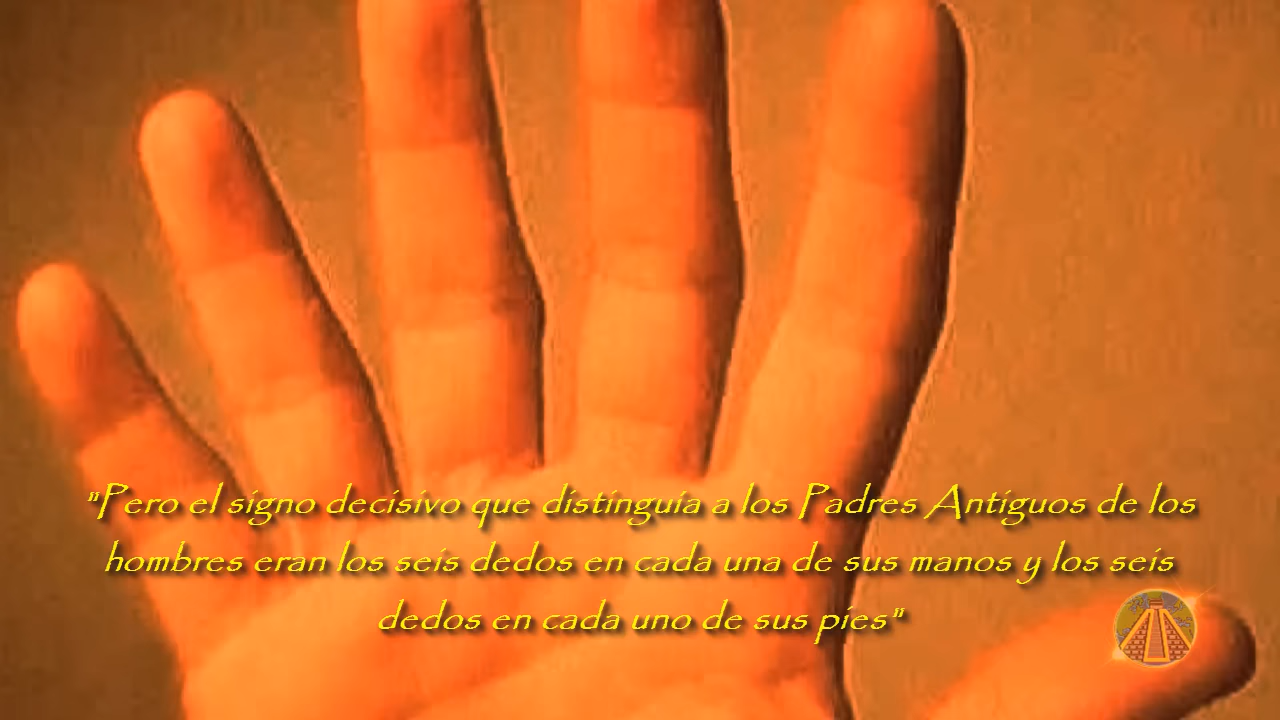 "Pero el signo decisivo que distinguía a los Padres Antiguos de los
hombres eran los seis dedos en cada una de sus manos y los seis
dedos en cada uno de sus pies"